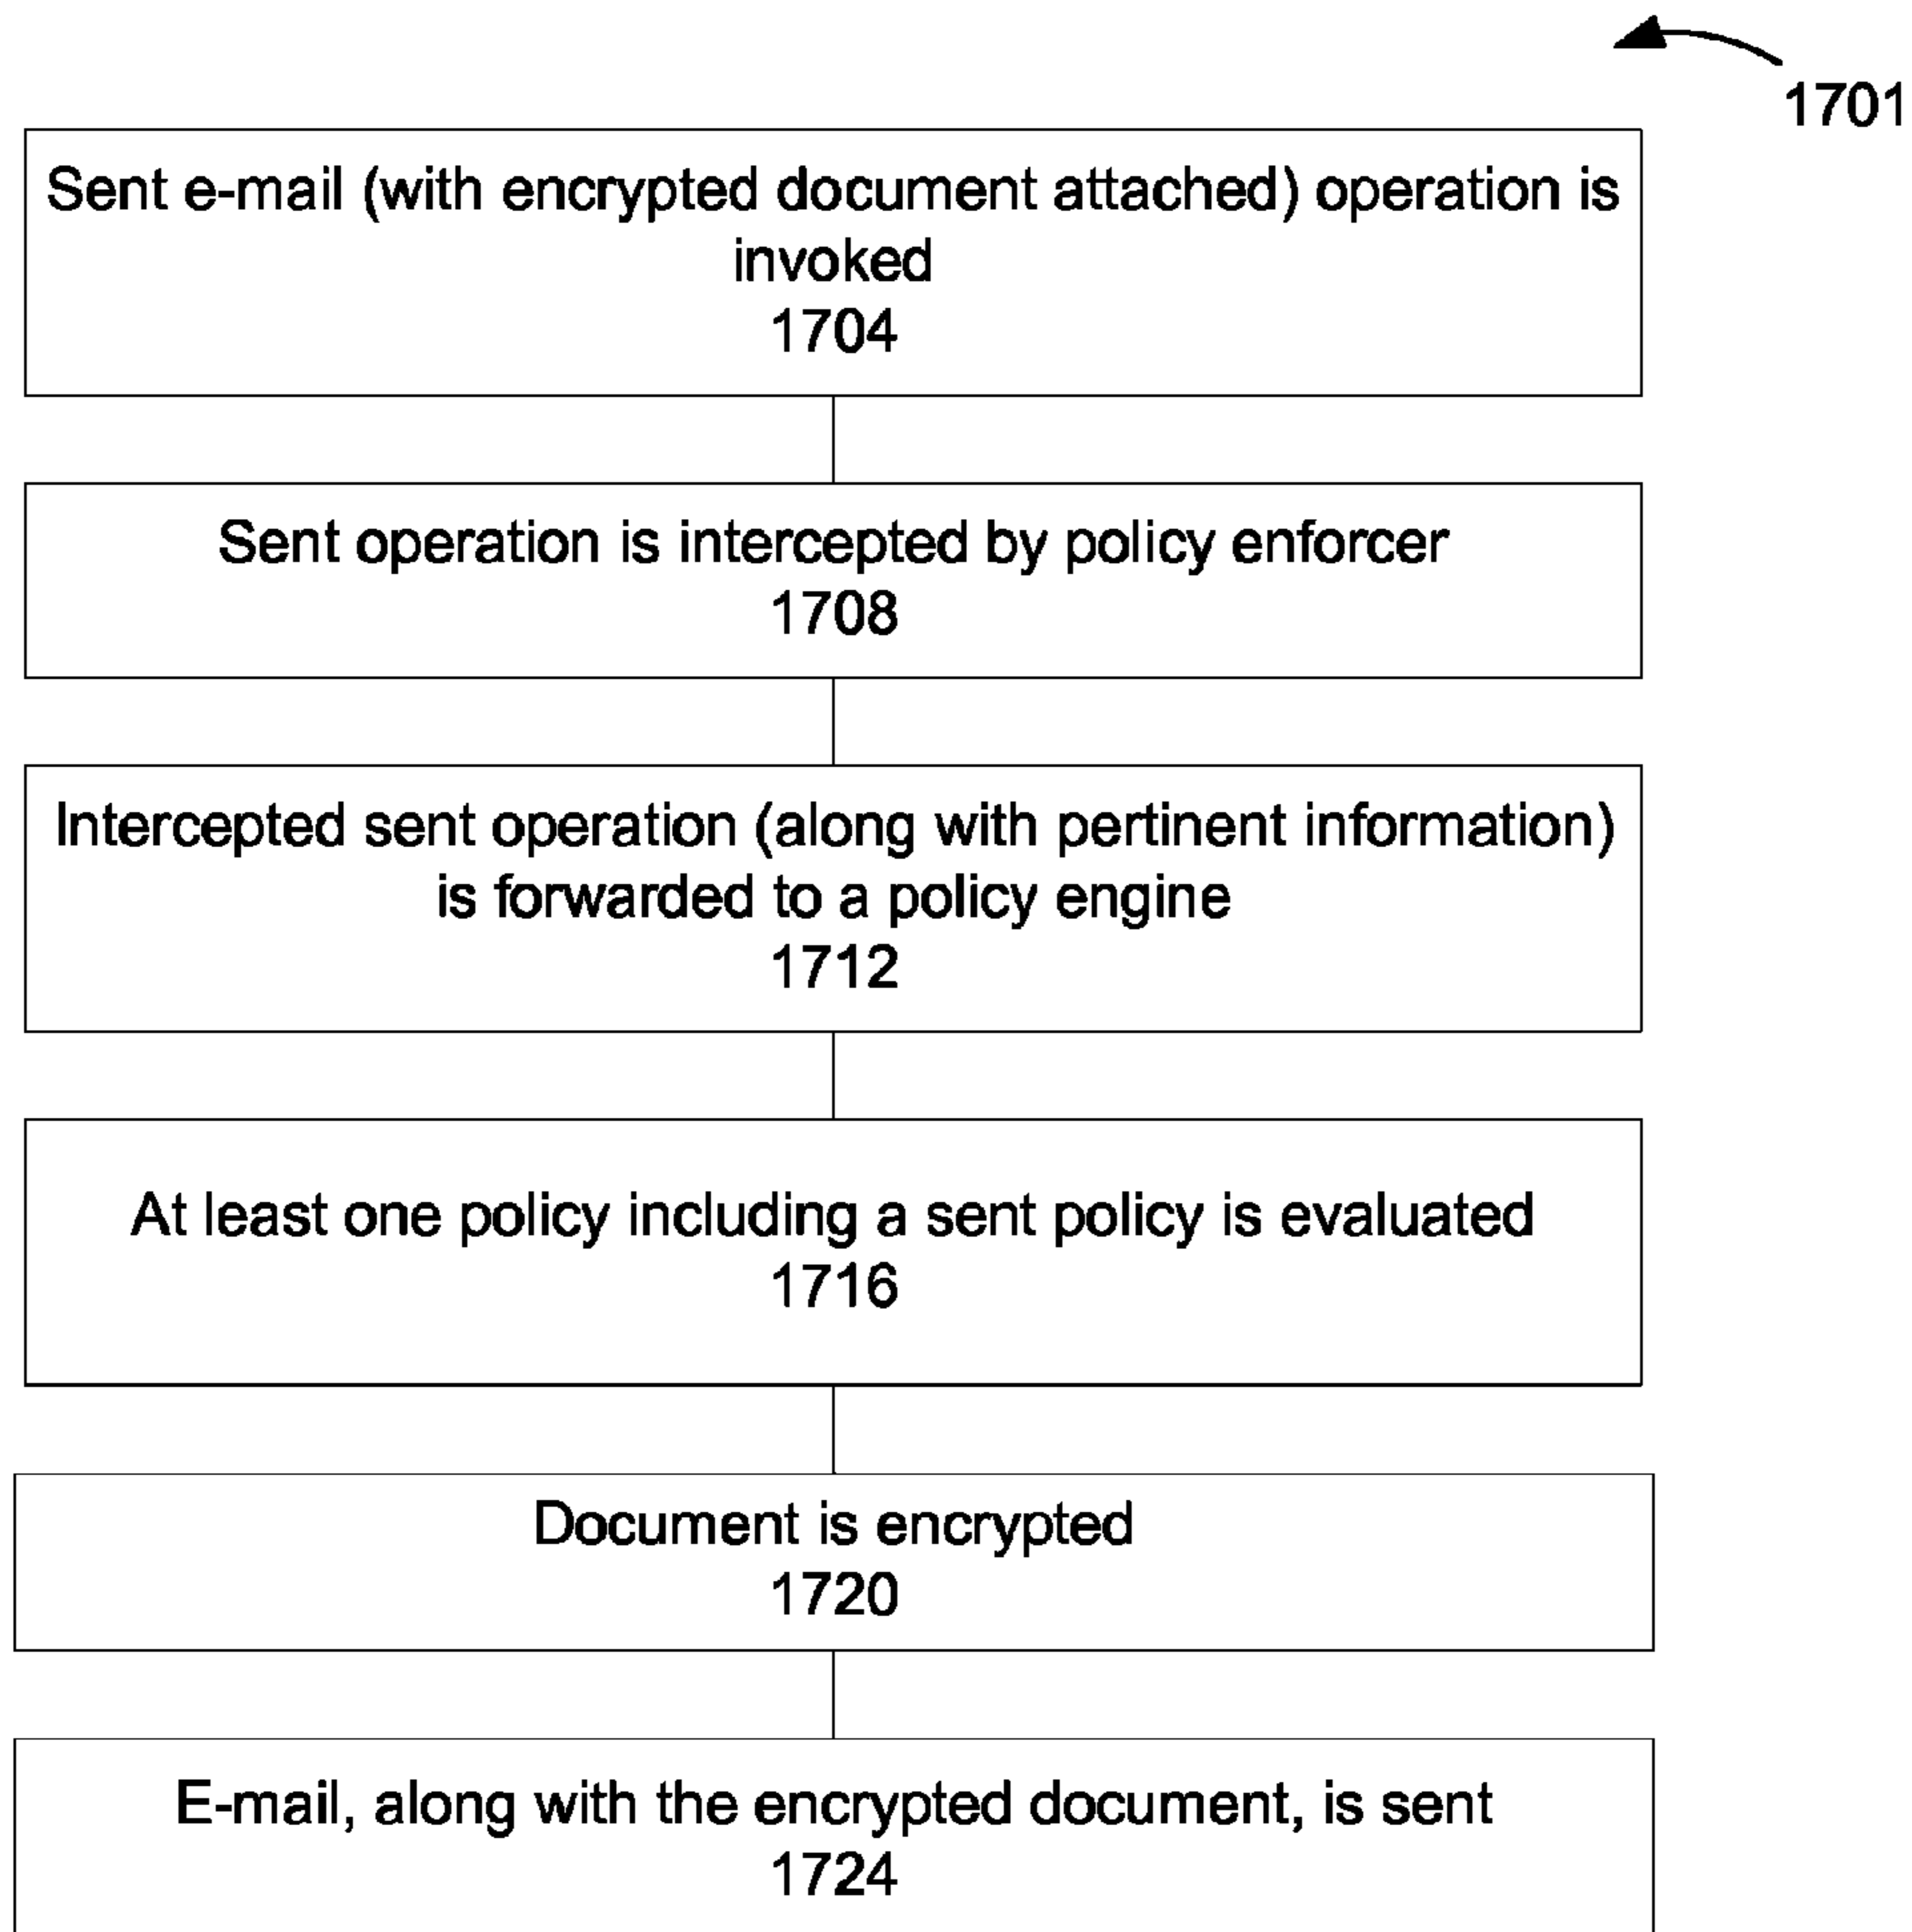 1701
Sent e-mail (with encrypted document attached) operation is
invoked
1704
Sent operation is intercepted by policy enforcer
1708
Intercepted sent operation (along with pertinent information)
is forwarded to a policy engine
1712
At least one policy including a sent policy is evaluated
1716
Document is encrypted
1720
E-mail, along with the encrypted document, is sent
1724